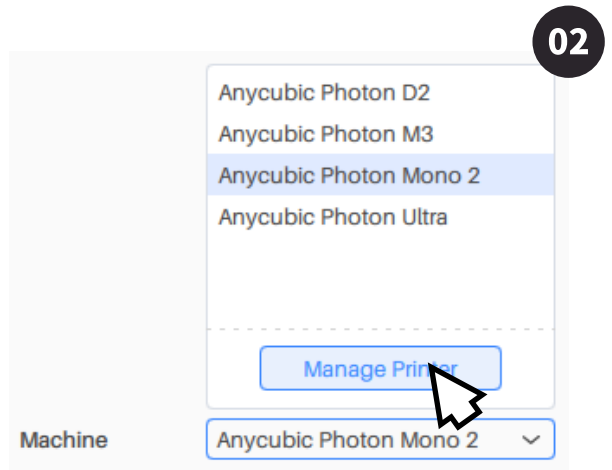 02
Anycubic Photon D2
Anycubic Photon M3
Anycubic Photon Mono 2
Anycubic Photon Ultra
Manage Printer
Machine
Anycubic Photon Mono 2